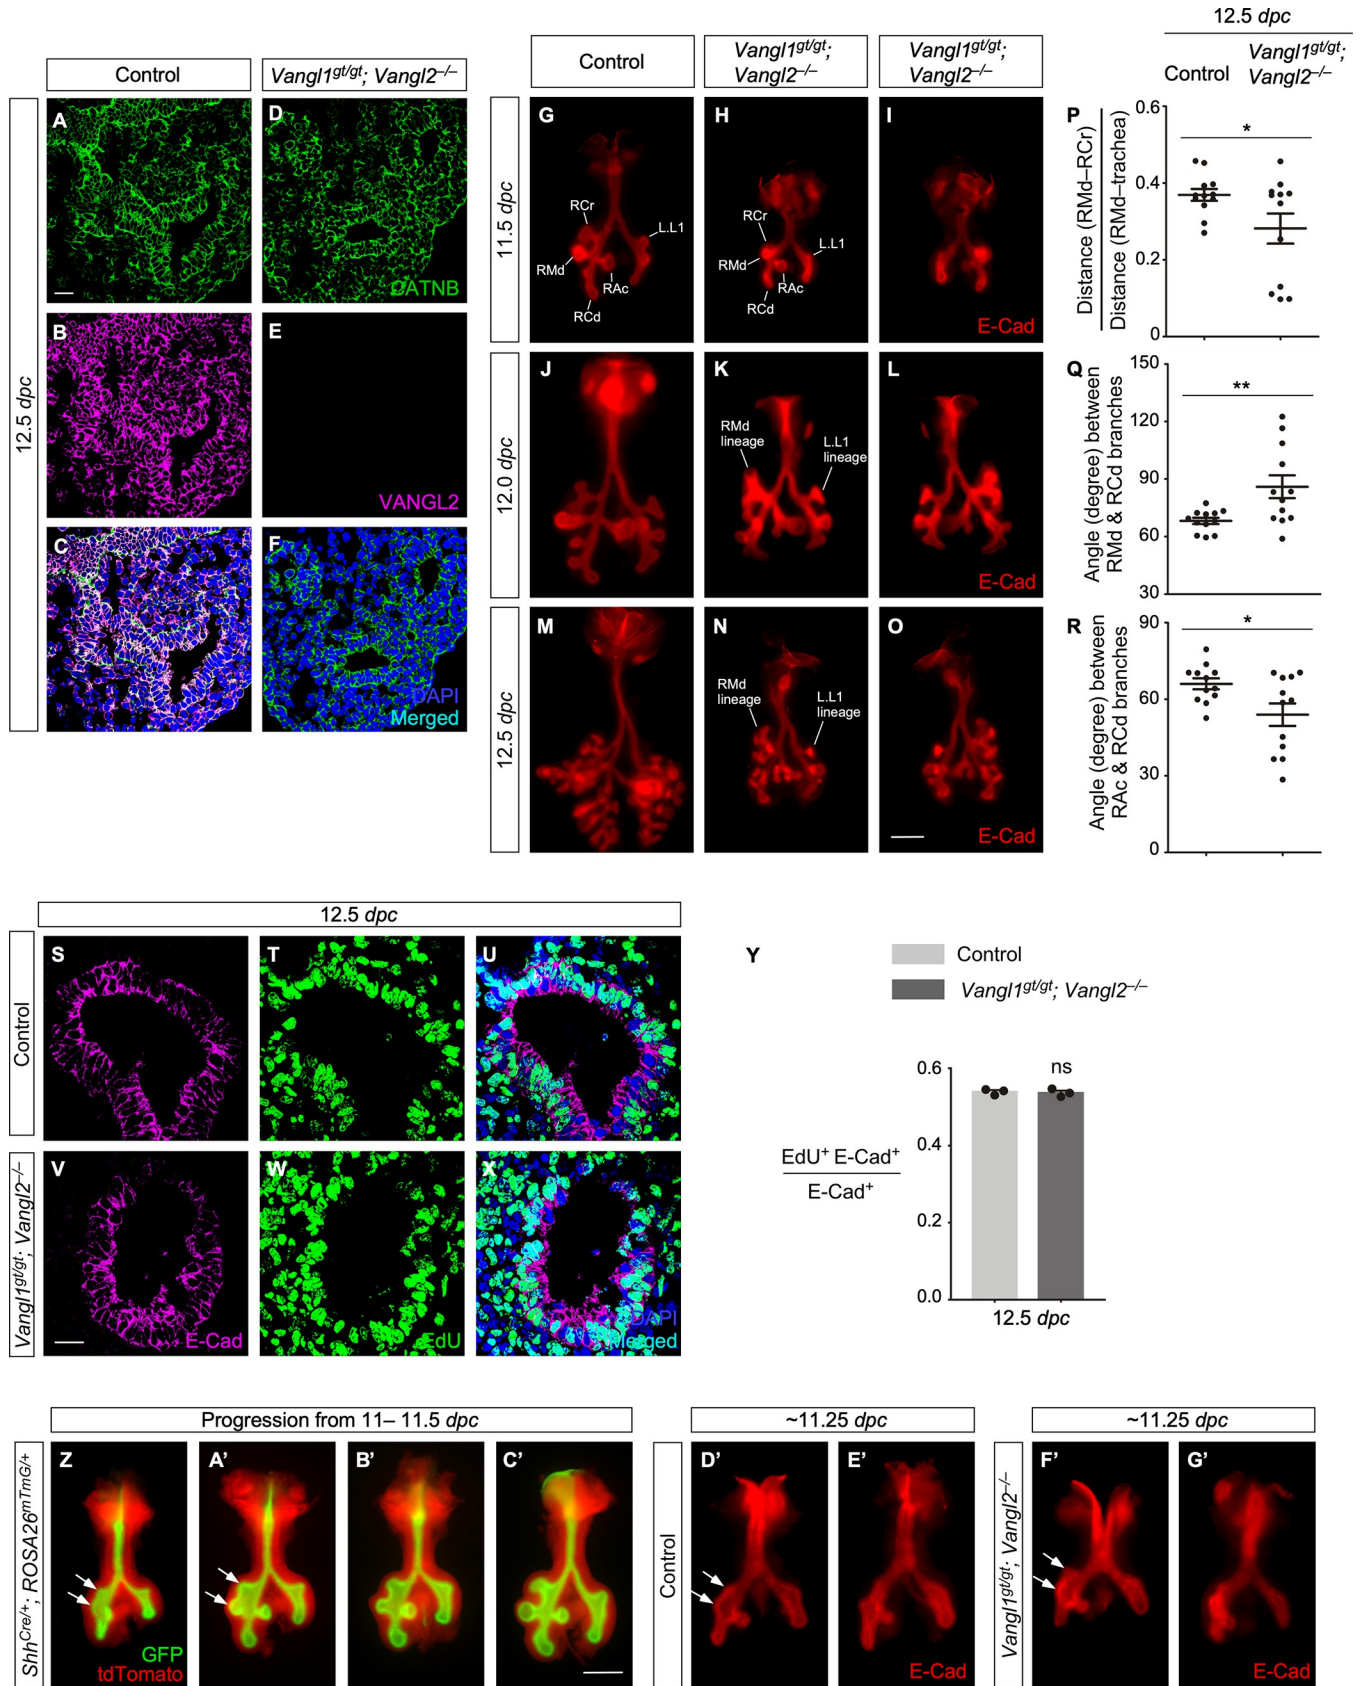 Control
Vangl1gt/gt; Vangl2–/–
12.5 dpc
A
D
CATNB
B
E
VANGL2
C
F
DAPI
Merged
Control
Vangl1gt/gt;
Vangl2–/–
Vangl1gt/gt;
Vangl2–/–
11.5 dpc
G
RCr
L.L1
RMd
RAc
RCd
H
RCr
L.L1
RMd
RAc
RCd
I
E-Cad
12.0 dpc
J
K
RMd
lineage
L.L1
lineage
L
E-Cad
12.5 dpc
M
N
RMd
lineage
L.L1
lineage
O
E-Cad
12.5 dpc
Control
Vangl1gt/gt;
Vangl2–/–
P
Distance (RMd–RCr)
Distance (RMd–trachea)
0.6
0.4
0.2
0
*
Q
Angle (degree) between
RMd & RCd branches
150
120
90
60
30
**
R
Angle (degree) between
RAc & RCd branches
90
60
30
0
*
12.5 dpc
Control
S
T
U
Vangl1gt/gt; Vangl2–/–
V
E-Cad
W
EdU
X
DAPI
Merged
Y
Control
Vangl1gt/gt; Vangl2–/–
EdU+ E-Cad+
E-Cad+
0.6
0.4
0.2
0.0
ns
12.5 dpc
Progression from 11– 11.5 dpc
~11.25 dpc
~11.25 dpc
ShhCre/+; ROSA26mTmG/+
Z
GFP
tdTomato
A’
B’
C’
Control
D’
E’
E-Cad
Vangl1gt/gt; Vangl2–/–
F’
G’
E-Cad